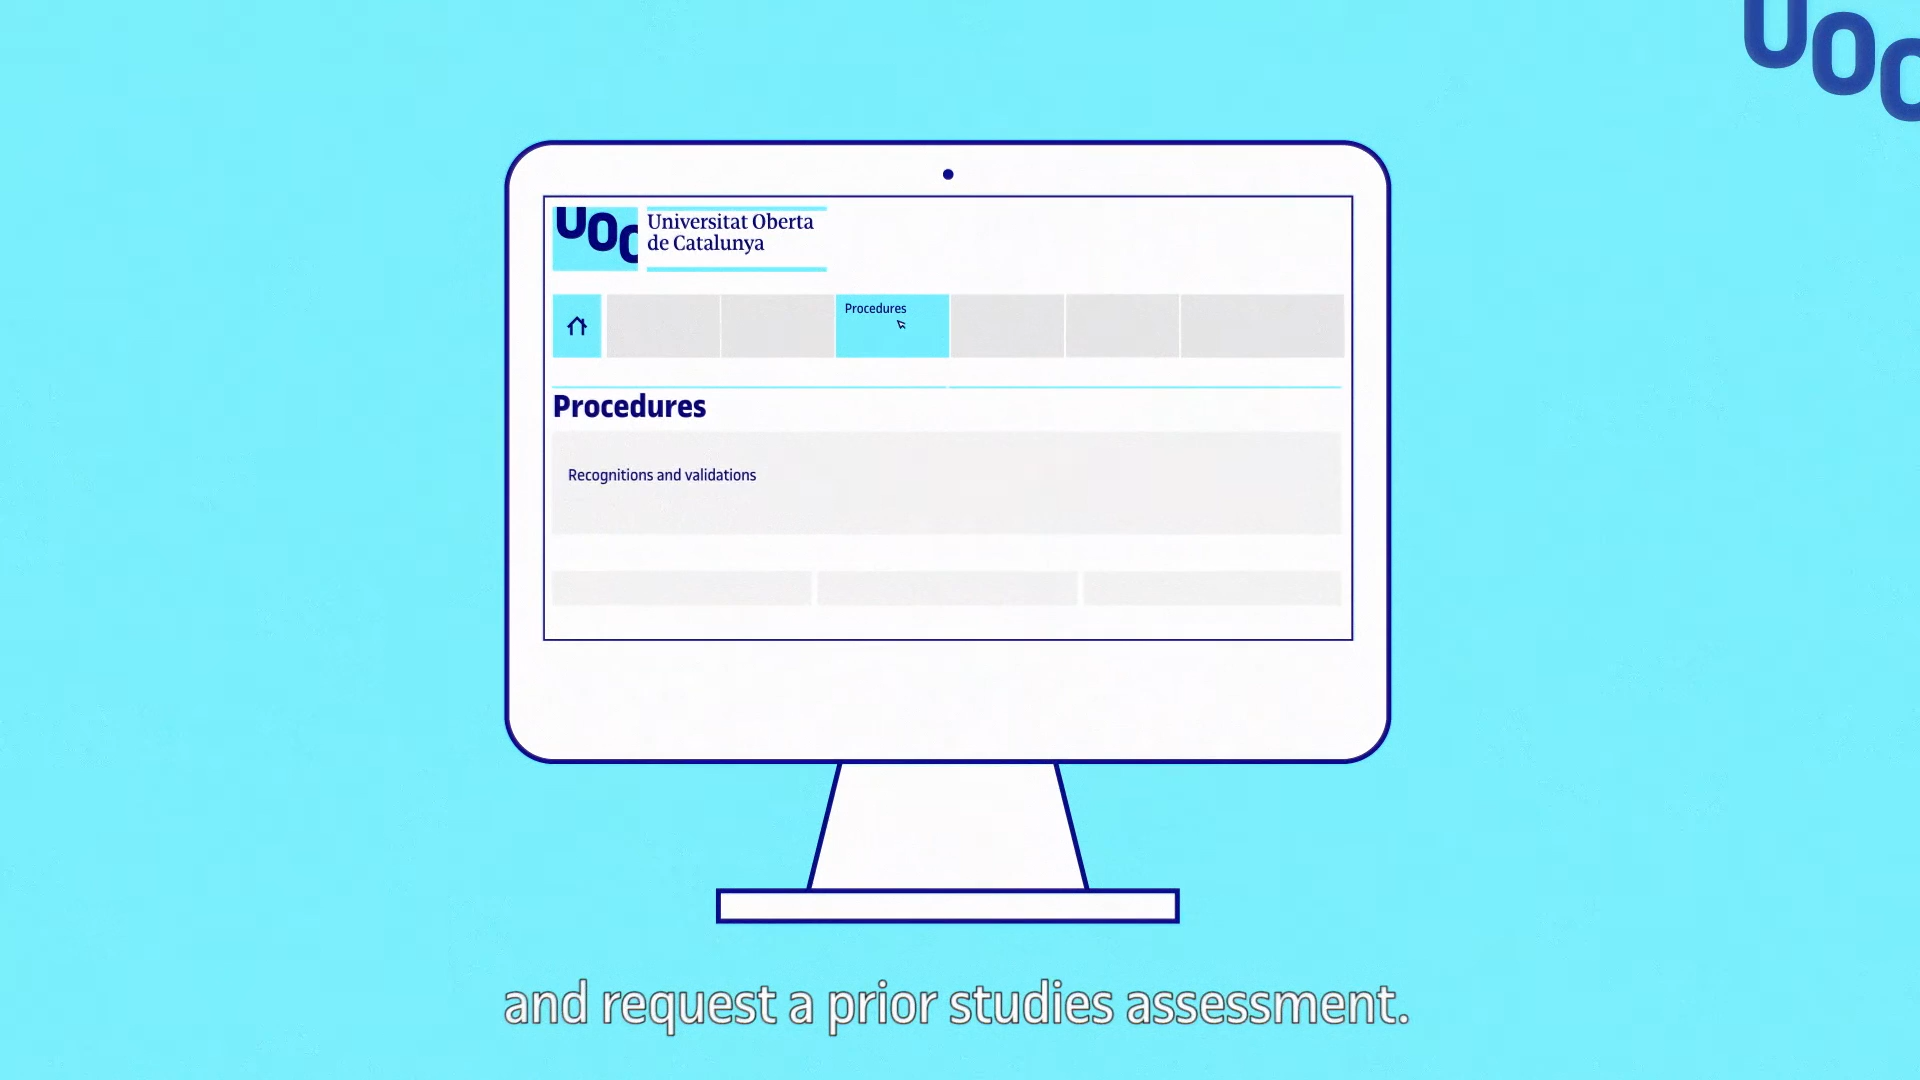 UOC
UOC
Universitat Oberta
de Catalunya
Procedures
Procedures
Recognitions and validations
and request a prior studies assessment.